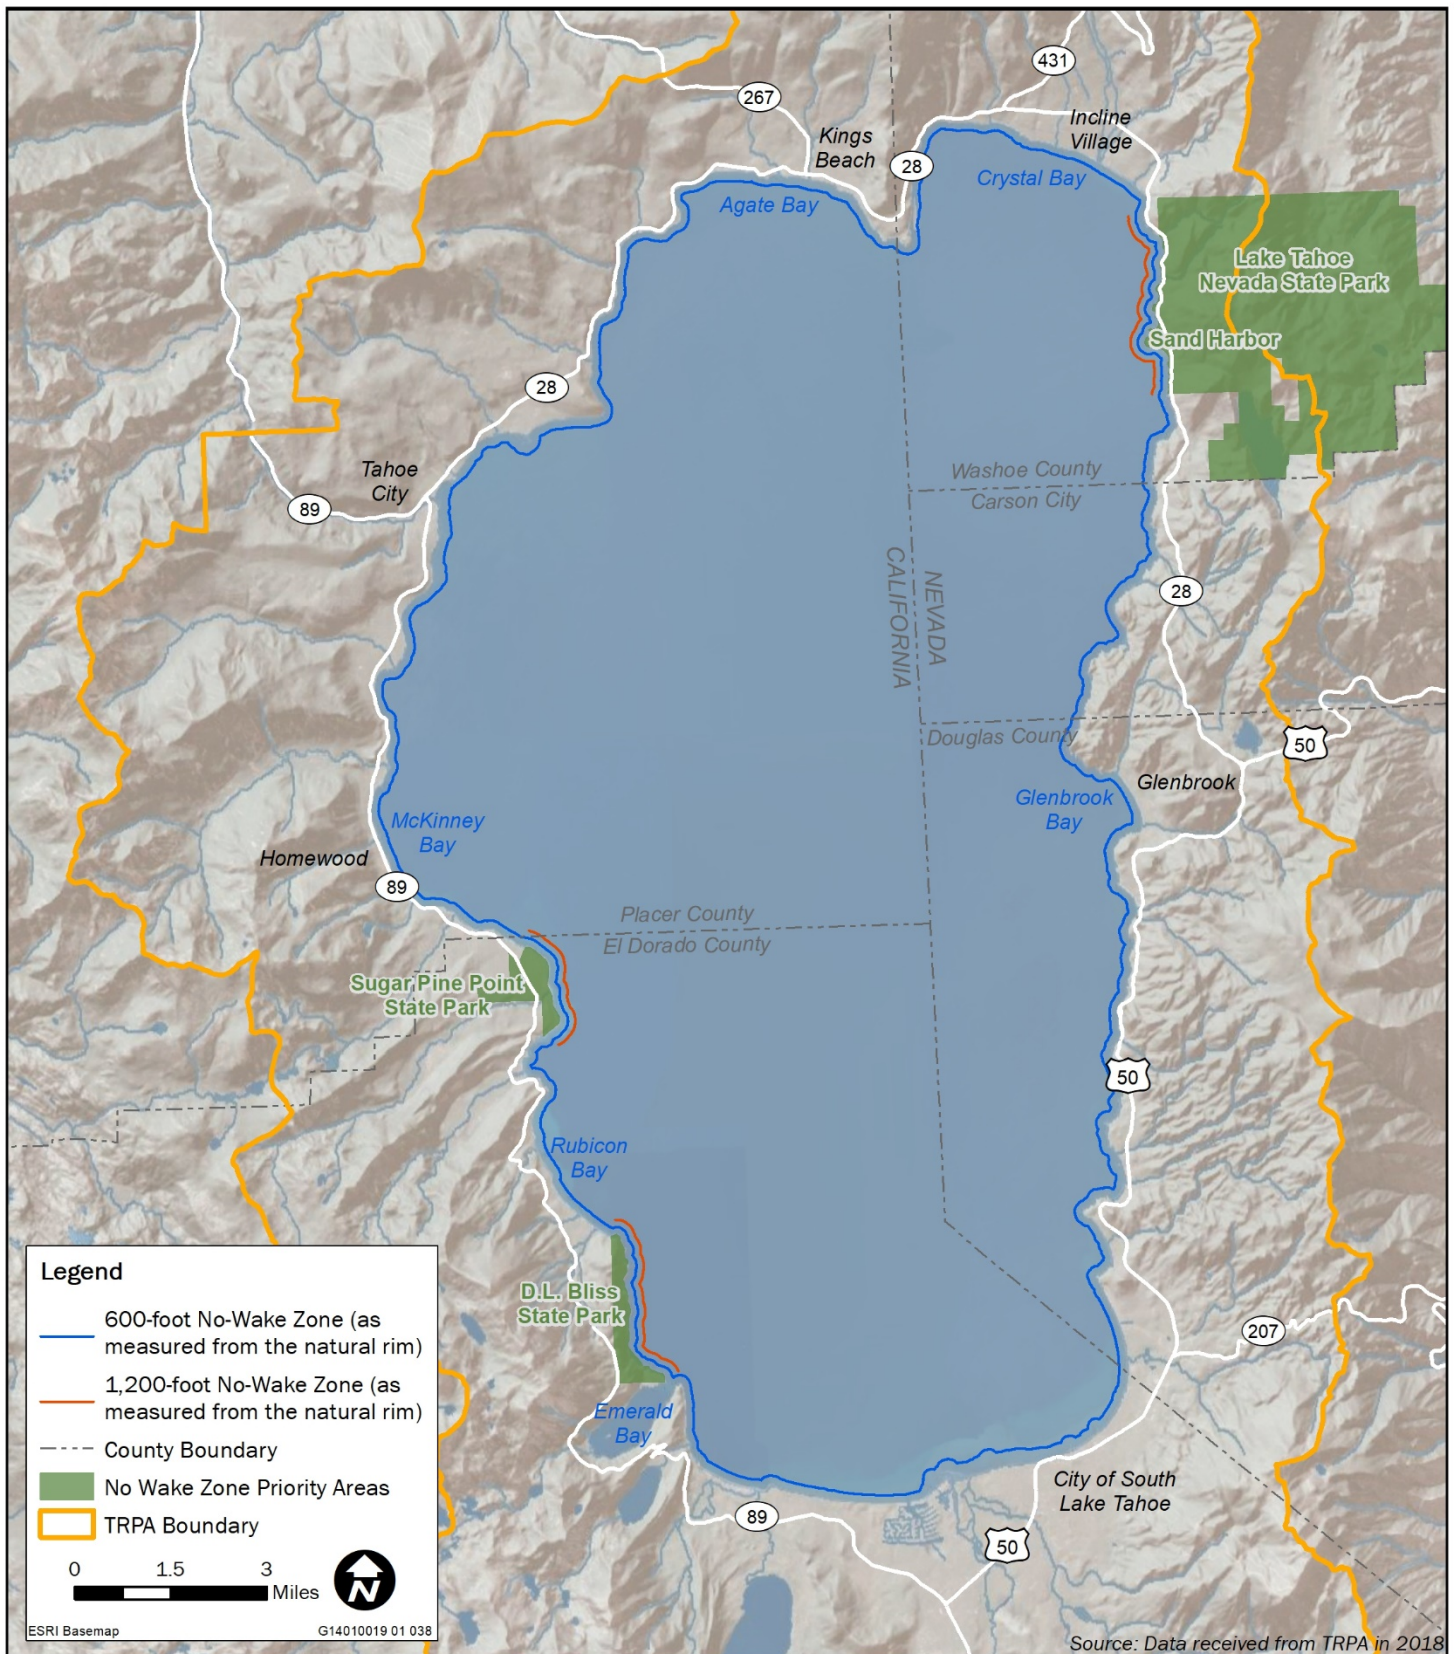 431
267
Incline
Village
Kings
Beach
28
Crystal Bay
Agate Bay
Lake Tahoe
Nevada State Park
Sand Harbor
28
Tahoe
City
Washoe County
Carson City
89
CALIFORNIA
NEVADA
28
Douglas County
50
Glenbrook
Glenbrook
Bay
McKinney
Bay
Homewood
89
Placer County
El Dorado County
Sugar Pine Point
State Park
50
Rubicon
Bay
D.L. Bliss
State Park
207
Emerald
Bay
City of South
Lake Tahoe
89
50
Legend
600-foot No-Wake Zone (as
measured from the natural rim)
1,200-foot No-Wake Zone (as
measured from the natural rim)
County Boundary
No Wake Zone Priority Areas
TRPA Boundary
0 1.5 3
Miles
N
ESRI Basemap
G14010019 01 038
Source: Data received from TRPA in 2018